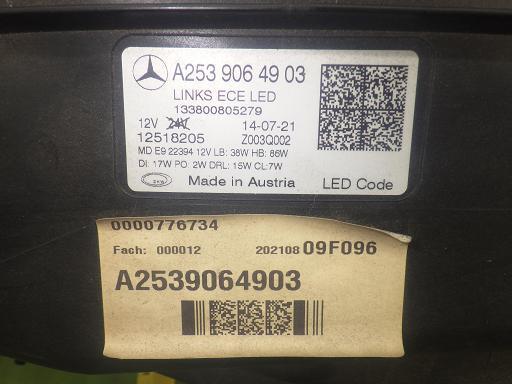 A253 906 49 03
LINKS ECE LED
133800805279
12V 24V 14-07-21
12518205 Z003Q002
MD E9 22394 12V LB: 38W HB: 86W
DI: 17W PO: 2W DRL: 15W CL:7W
Made in Austria LED Code
0000776734
Fach: 000012 202108 09F096
A2539064903